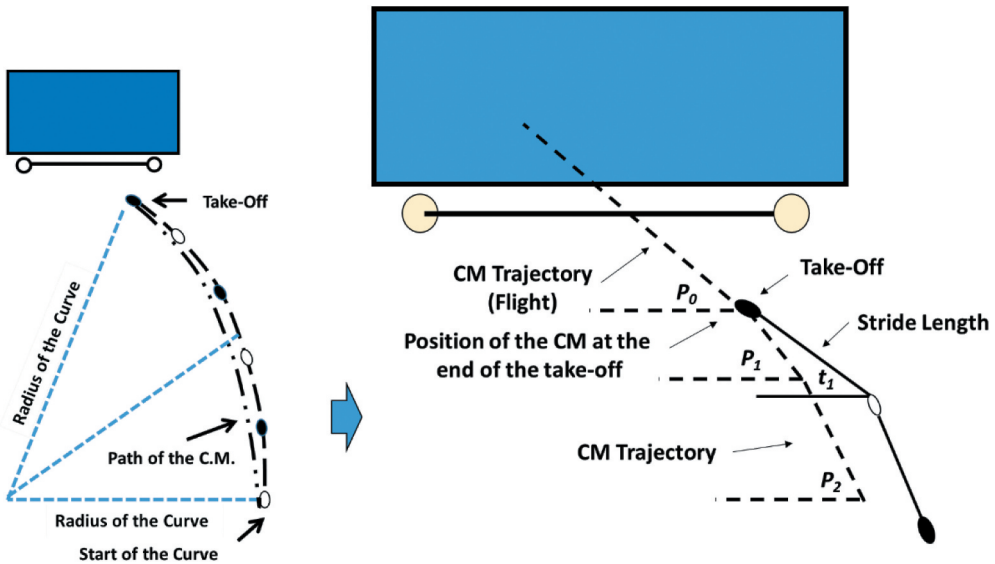 Take-Off
Radius of the Curve
Path of the C.M.
Radius of the Curve
Start of the Curve
CM Trajectory
(Flight)
P0
Take-Off
Stride Length
Position of the CM at the
end of the take-off
P1
t1
CM Trajectory
P2